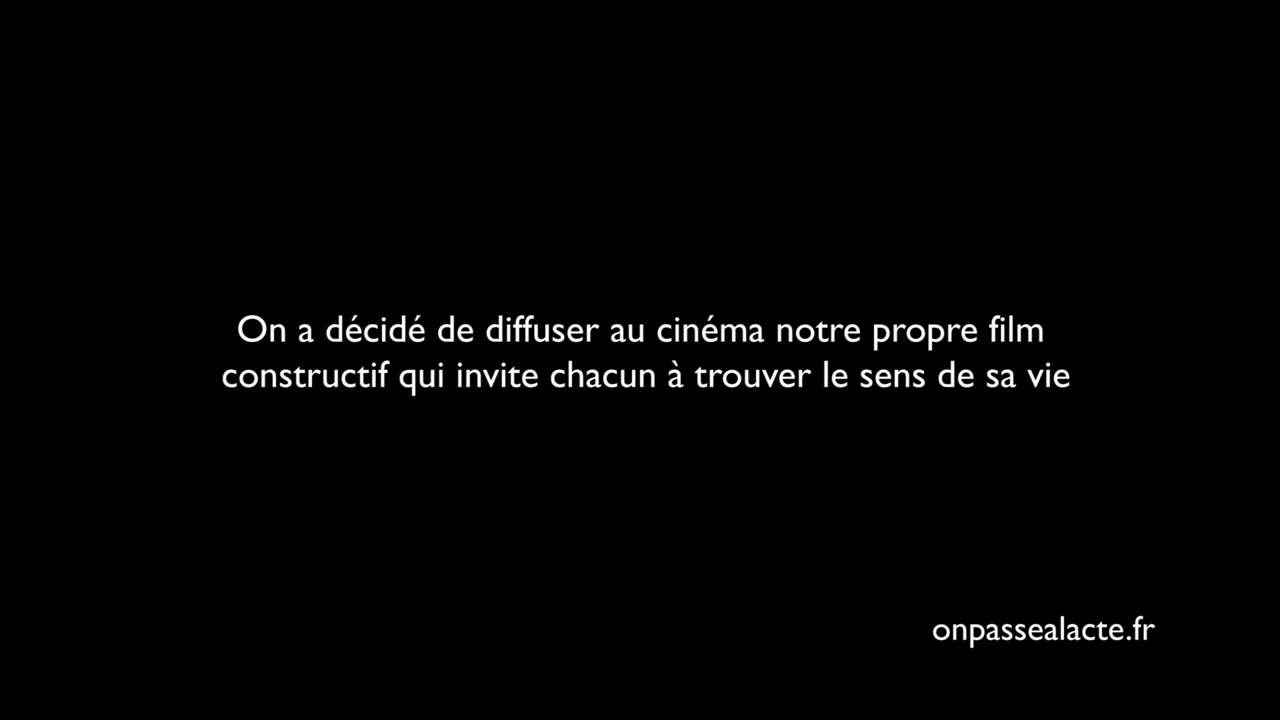 On a décidé de diffuser au cinéma notre propre film
constructif qui invite chacun à trouver le sens de sa vie
onpassealacte.fr